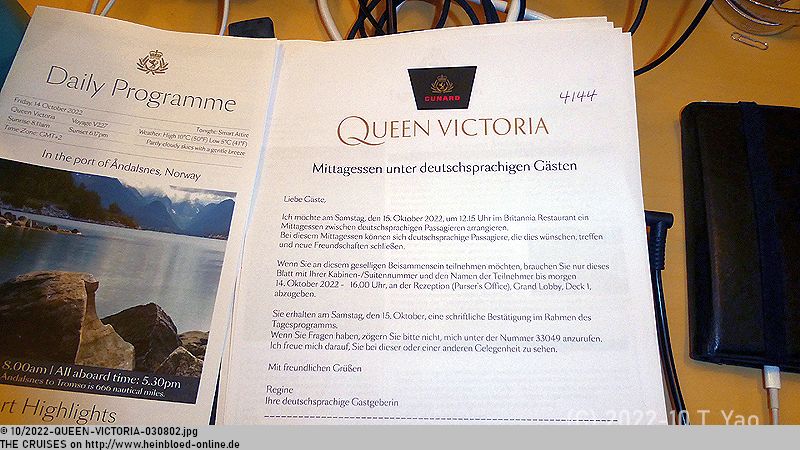 Daily Programme
Friday, 14 October 2022
Queen Victoria Voyage V227 Tonight: Smart Attire
Sunrise 8.11am Sunset 6.17pm Weather: High 10°C (50°F) Low 5°C (41°F)
Time Zone: GMT+2 Partly cloudy skies with a gentle breeze
In the port of Åndalsnes, Norway
8.00am | All aboard time: 5.30pm
Åndalsnes to Tromsø is 666 nautical miles.
rt Highlights
CUNARD
4144
QUEEN VICTORIA
Mittagessen unter deutschsprachigen Gästen
Liebe Gäste,
Ich möchte am Samstag, den 15. Oktober 2022, um 12.15 Uhr im Britannia Restaurant ein
Mittagessen zwischen deutschsprachigen Passagieren arrangieren.
Bei diesem Mittagessen können sich deutschsprachige Passagiere, die dies wünschen, treffen
und neue Freundschaften schließen.
Wenn Sie an diesem geselligen Beisammensein teilnehmen möchten, brauchen Sie nur dieses
Blatt mit Ihrer Kabinen-/Suitennummer und den Namen der Teilnehmer bis morgen
14. Oktober 2022 - 16.00 Uhr, an der Rezeption (Purser's Office), Grand Lobby, Deck 1,
abzugeben.
Sie erhalten am Samstag, den 15. Oktober, eine schriftliche Bestätigung im Rahmen des
Tagesprogramms.
Wenn Sie Fragen haben, zögern Sie bitte nicht, mich unter der Nummer 33049 anzurufen.
Ich freue mich darauf, Sie bei dieser oder einer anderen Gelegenheit zu sehen.
Mit freundlichen Grüßen
Regine
Ihre deutschsprachige Gastgeberin
(C) 2022-10 T. Yao
© 10/2022-QUEEN-VICTORIA-030802.jpg
THE CRUISES on http://www.heinbloed-online.de